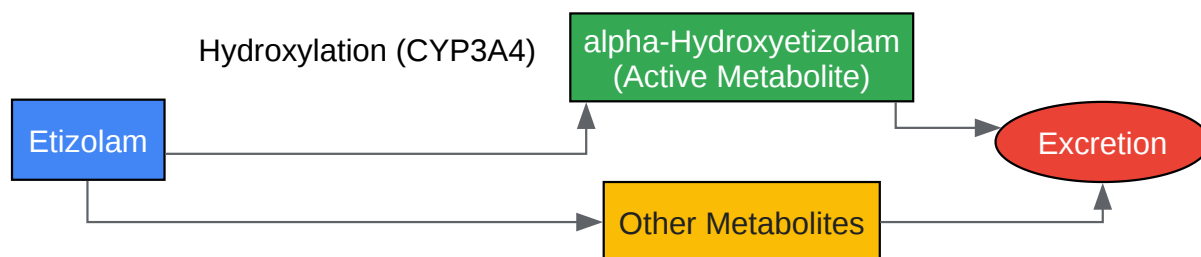 Hydroxylation (CYP3A4)
alpha-Hydroxyetizolam
(Active Metabolite)
Etizolam
Excretion
Other Metabolites